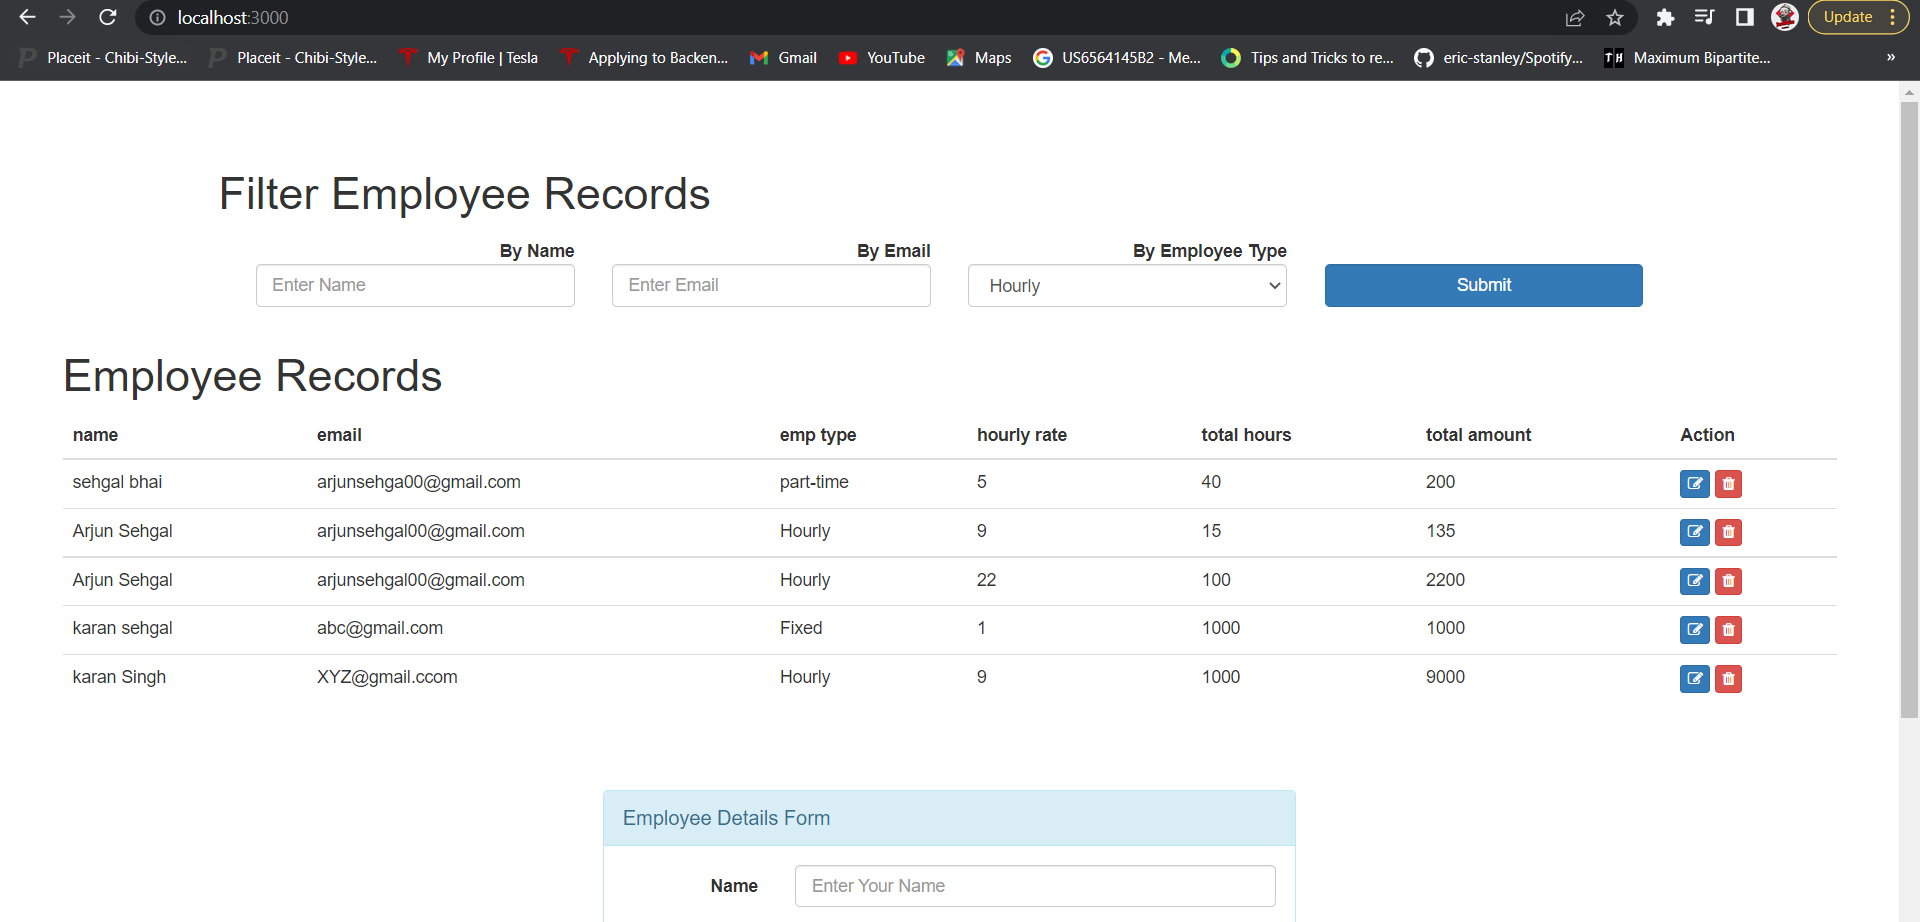 localhost:3000
Update
Placeit - Chibi-Style... Placeit - Chibi-Style... My Profile | Tesla Applying to Backen... Gmail YouTube Maps US6564145B2 - Me... Tips and Tricks to re... eric-stanley/Spotify... Maximum Bipartite... »
Filter Employee Records
By Name By Email By Employee Type
Enter Name Enter Email Hourly Submit
Employee Records
name email emp type hourly rate total hours total amount Action
sehgal bhai arjunsehga00@gmail.com part-time 5 40 200
Arjun Sehgal arjunsehgal00@gmail.com Hourly 9 15 135
Arjun Sehgal arjunsehgal00@gmail.com Hourly 22 100 2200
karan sehgal abc@gmail.com Fixed 1 1000 1000
karan Singh XYZ@gmail.ccom Hourly 9 1000 9000
Employee Details Form
Name Enter Your Name